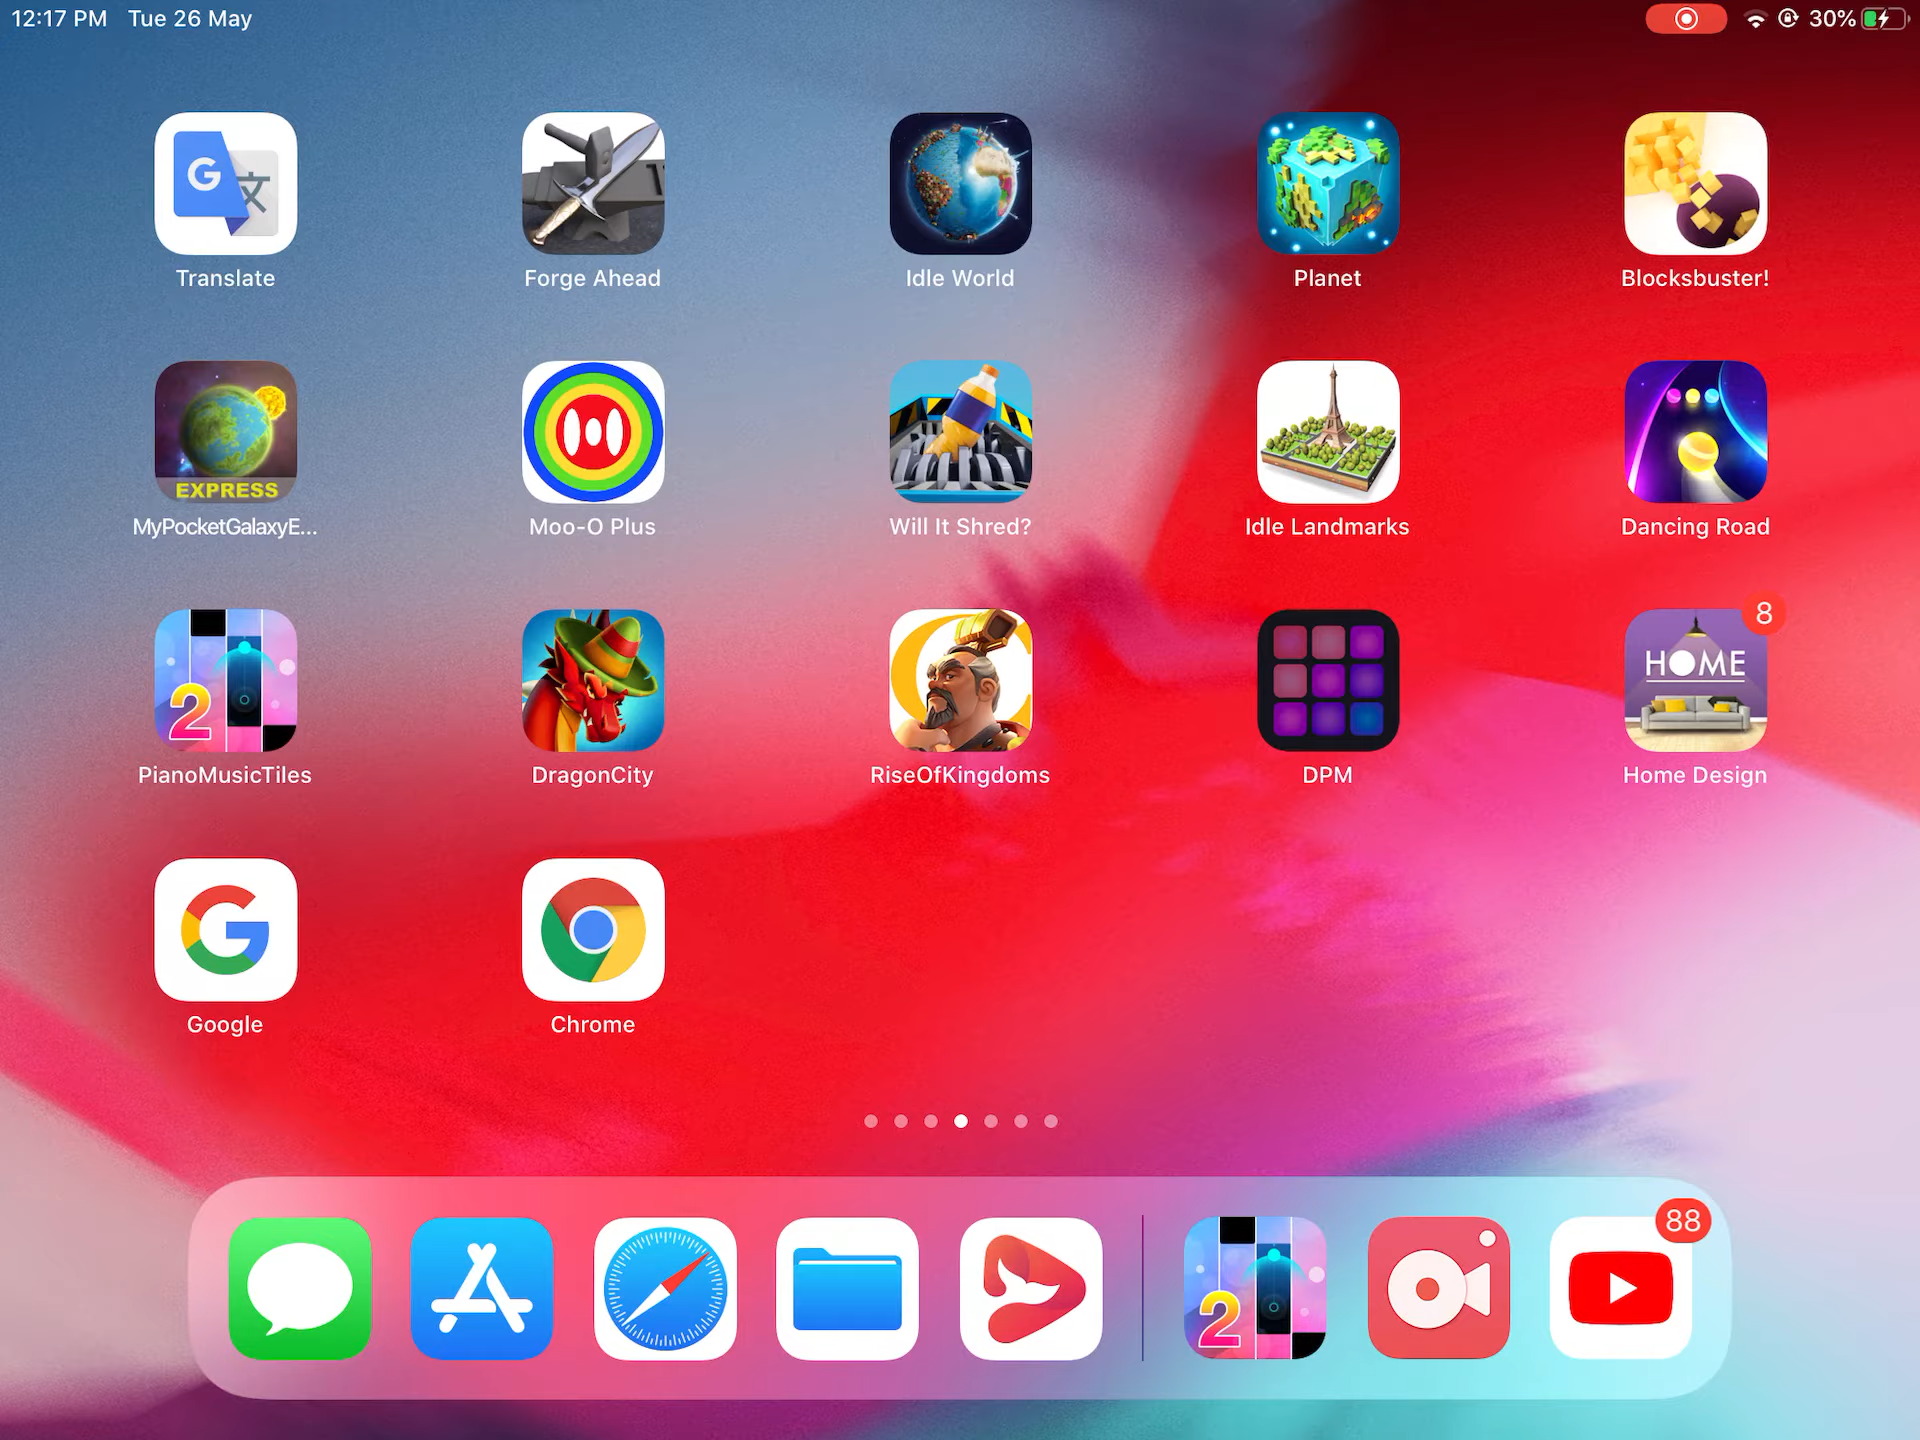 12:17 PM Tue 26 May
30%
Translate
Forge Ahead
Idle World
Planet
Blocksbuster!
EXPRESS
MyPocketGalaxyE...
Moo-O Plus
Will It Shred?
Idle Landmarks
Dancing Road
2
HOME
8
PianoMusicTiles
DragonCity
RiseOfKingdoms
DPM
Home Design
Google
Chrome
2
88